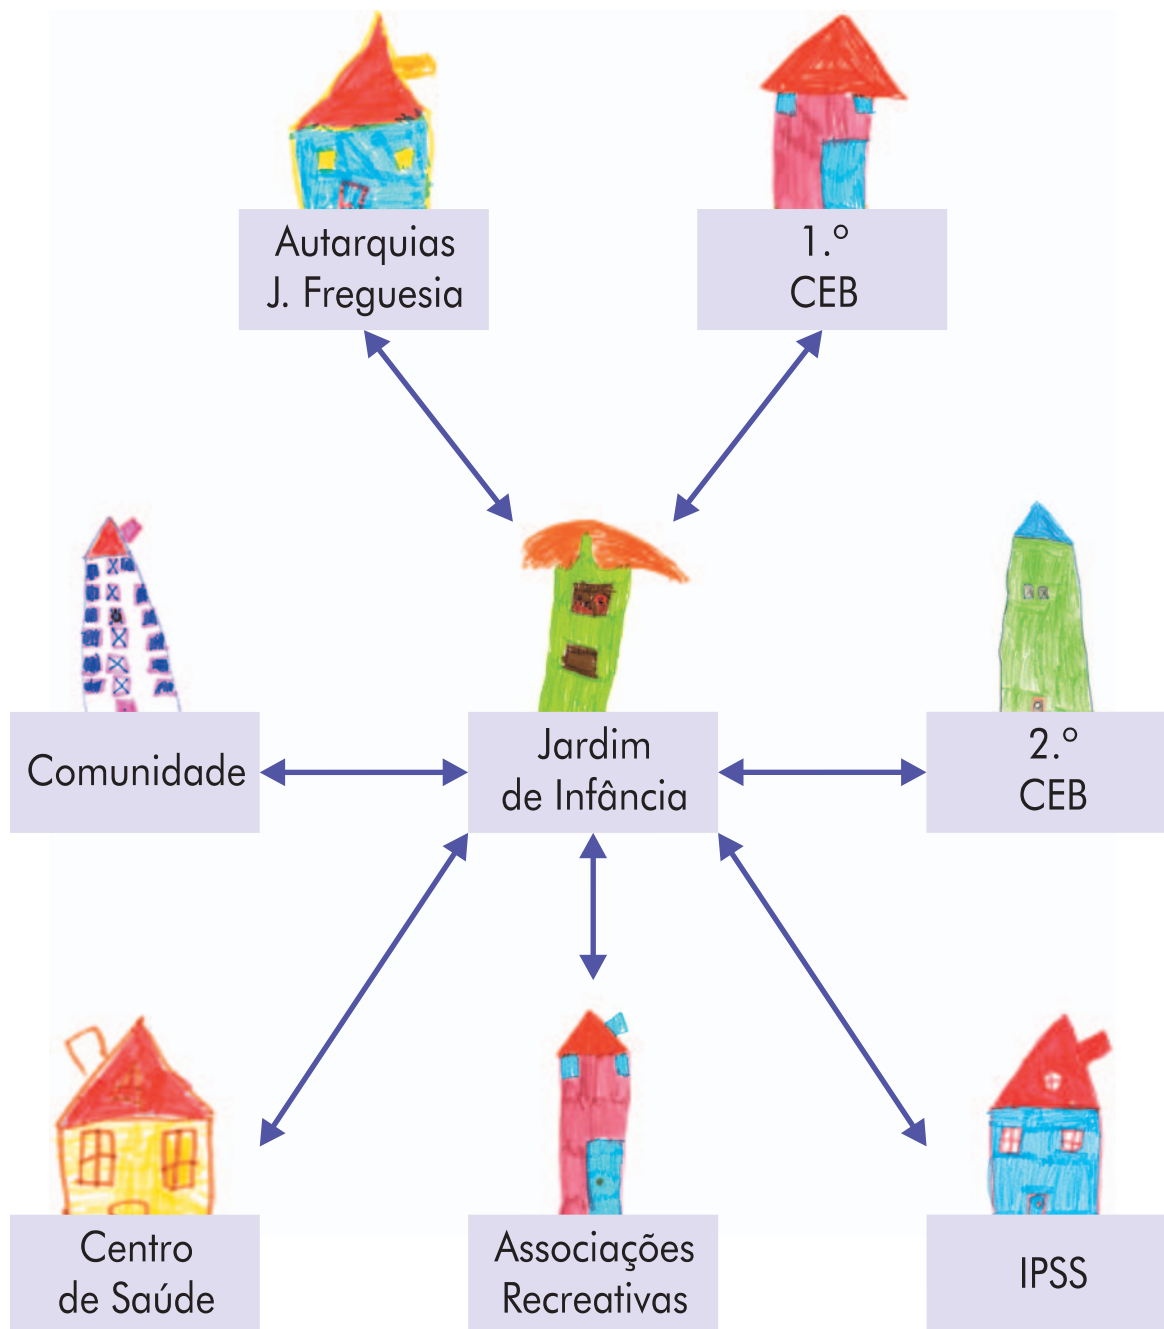 Autarquias
J. Freguesia
1.º
CEB
Comunidade
Jardim
de Infância
2.º
CEB
Centro
de Saúde
Associações
Recreativas
IPSS